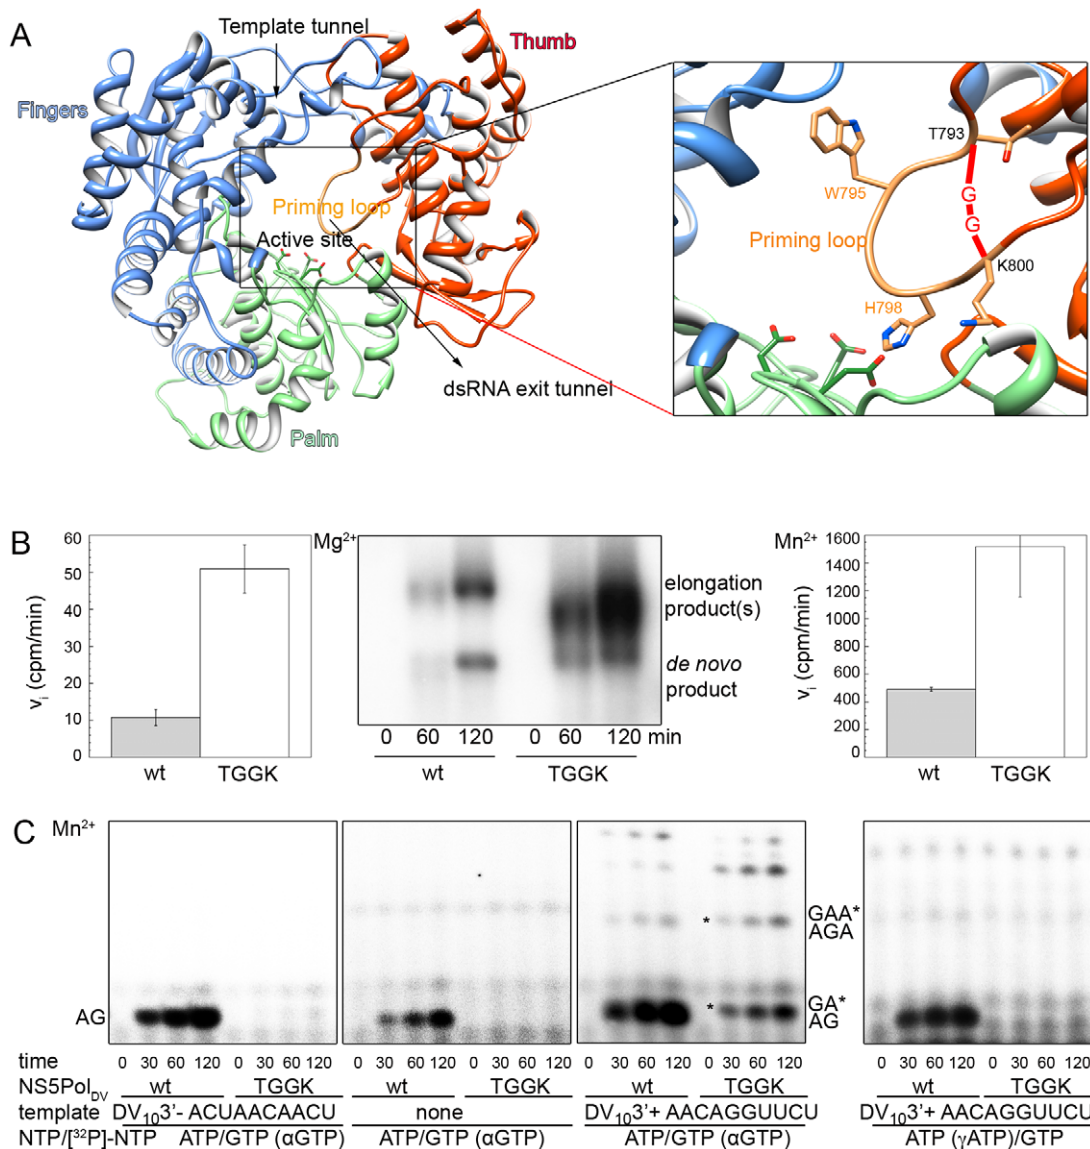 A
Template tunnel
Thumb
Fingers
Priming loop
Active site
dsRNA exit tunnel
Palm
T793
W795
G
G
Priming loop
K800
H798
B
60
50
40
30
20
10
0
v_i (cpm/min)
wt
TGGK
Mg²⁺
elongation
product(s)
de novo
product
0 60 120 0 60 120 min
wt TGGK
Mn²⁺
1600
1400
1200
1000
800
600
400
200
0
v_i (cpm/min)
wt
TGGK
C
Mn²⁺
*
GAA*
AGA
AG
*
GA*
AG
time 0 30 60 120 0 30 60 120 0 30 60 120 0 30 60 120 0 30 60 120 0 30 60 120 0 30 60 120 0 30 60 120
NS5Pol_DV wt TGGK wt TGGK wt TGGK wt TGGK
template DV₁₀3'- ACUAACAACU none DV₁₀3'+ AACAGGUUCU DV₁₀3'+ AACAGGUUCU
NTP/[³²P]-NTP ATP/GTP (αGTP) ATP/GTP (αGTP) ATP/GTP (αGTP) ATP (γATP)/GTP